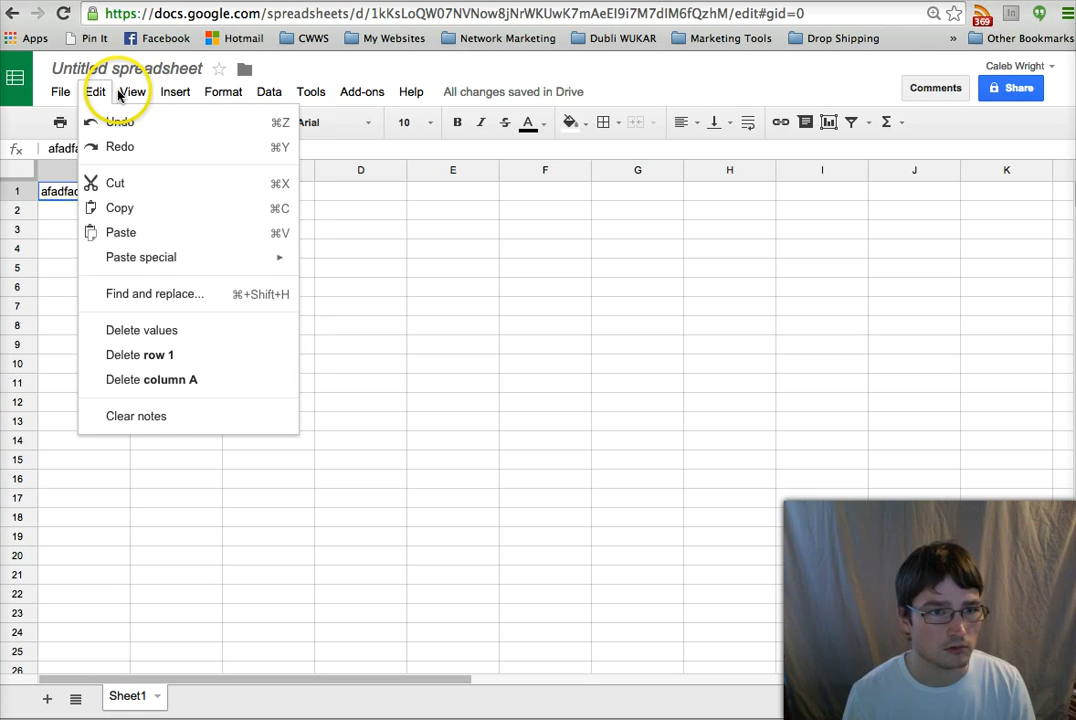 https://docs.google.com/spreadsheets/d/1kKsLoQW07NVNow8jNrWKUwK7mAeEI9i7M7dIM6fQzhM/edit#gid=0
Apps Pin It Facebook Hotmail CWWS My Websites Network Marketing Dubli WUKAR Marketing Tools Drop Shipping » Other Bookmarks
369
Untitled spreadsheet
Caleb Wright
File Edit View Insert Format Data Tools Add-ons Help All changes saved in Drive
Comments Share
Arial 10 B I S A Σ
fx
Undo ⌘Z
Redo ⌘Y
Cut ⌘X
Copy ⌘C
Paste ⌘V
Paste special
Find and replace... ⌘+Shift+H
Delete values
Delete row 1
Delete column A
Clear notes
D E F G H I J K
1
2
3
4
5
6
7
8
9
10
11
12
13
14
15
16
17
18
19
20
21
22
23
24
25
26
+ Sheet1